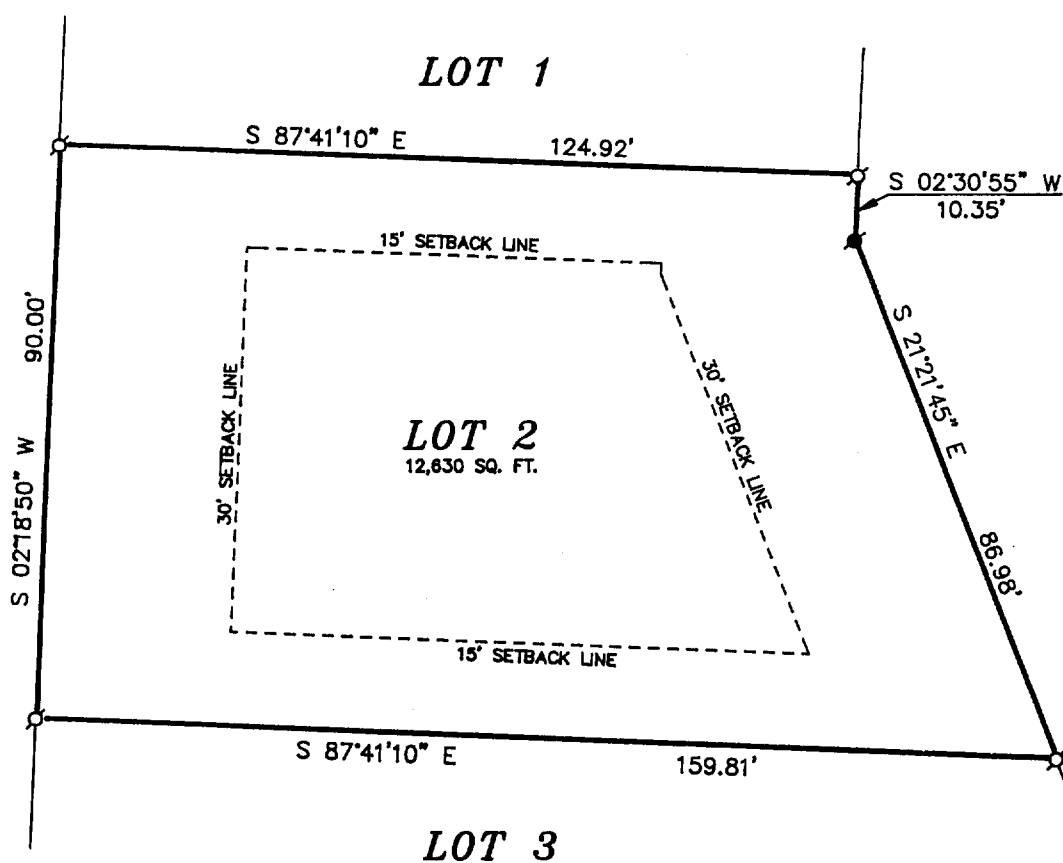 LOT 1
S 87°41'10" E 124.92'
S 02°30'55" W
10.35'
15' SETBACK LINE
90.00'
S 02°18'50" W
30' SETBACK LINE
LOT 2
12,630 SQ. FT.
30' SETBACK LINE
S 21°21'45" E
86.98'
15' SETBACK LINE
S 87°41'10" E 159.81'
LOT 3